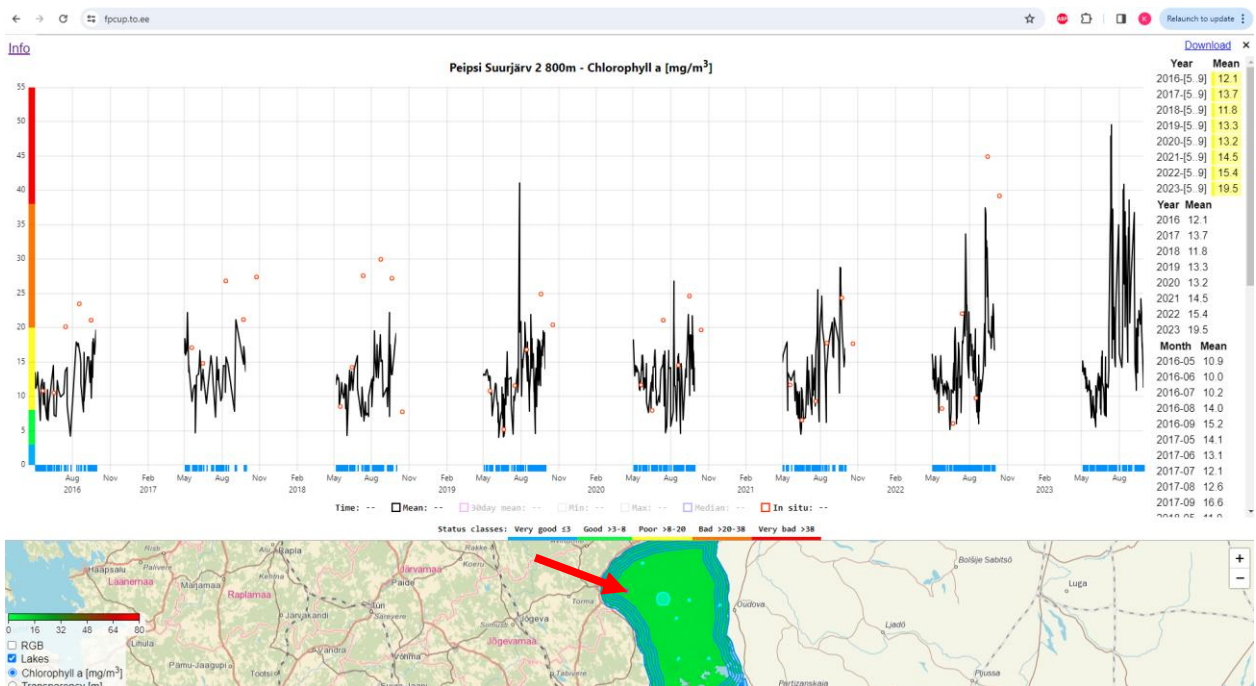 fpcup.to.ee
Relaunch to update
Info
Download ×
Peipsi Suurjärv 2 800m - Chlorophyll a [mg/m³]
Year Mean
2016-[5..9] 12.1
2017-[5..9] 13.7
2018-[5..9] 11.8
2019-[5..9] 13.3
2020-[5..9] 13.2
2021-[5..9] 14.5
2022-[5..9] 15.4
2023-[5..9] 19.5
Year Mean
2016 12.1
2017 13.7
2018 11.8
2019 13.3
2020 13.2
2021 14.5
2022 15.4
2023 19.5
Month Mean
2016-05 10.9
2016-06 10.0
2016-07 10.2
2016-08 14.0
2016-09 15.2
2017-05 14.1
2017-06 13.1
2017-07 12.1
2017-08 12.6
2017-09 16.6
55
50
45
40
35
30
25
20
15
10
5
0
Aug Nov Feb May Aug Nov Feb May Aug Nov Feb May Aug Nov Feb May Aug Nov Feb May Aug Nov Feb May Aug Nov Feb May Aug
2016 2017 2018 2019 2020 2021 2022 2023
Time: -- Mean: -- 30day mean: -- Min: -- Max: -- Median: -- In situ: --
Status classes: Very good ≤3 Good >3-8 Poor >8-20 Bad >20-38 Very bad >38
Haapsalu
Läänemaa
Märjamaa
Raplamaa
Rapla
Kehtna
Järvamaa
Paide
Koeru
Rakke
Türi
Järvakandi
Vändra
Jõgeva
Jõgevamaa
Torma
Tabivere
Oudova
Bolšije Sabitsõ
Luga
Ljadõ
Pljussa
Partizanskaja
Lihula
Pärnu-Jaagupi
Tootsi
+
−
0 16 32 48 64 80
RGB
Lakes
Chlorophyll a [mg/m³]
Transparency [m]